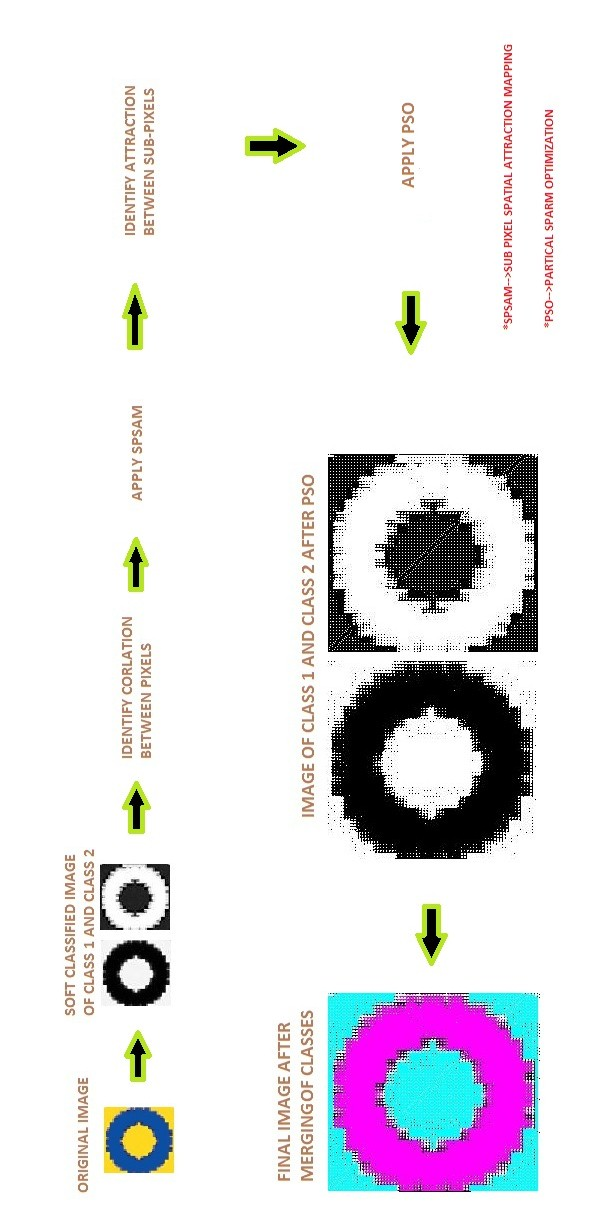 ORIGINAL IMAGE
SOFT CLASSIFIED IMAGE
OF CLASS 1 AND CLASS 2
IDENTIFY CORLATION
BETWEEN PIXELS
APPLY SPSAM
IDENTIFY ATTRACTION
BETWEEN SUB-PIXELS
APPLY PSO
IMAGE OF CLASS 1 AND CLASS 2 AFTER PSO
FINAL IMAGE AFTER
MERGING OF CLASSES
*SPSAM-->SUB PIXEL SPATIAL ATTRACTION MAPPING
*PSO-->PARTICAL SPARM OPTIMIZATION